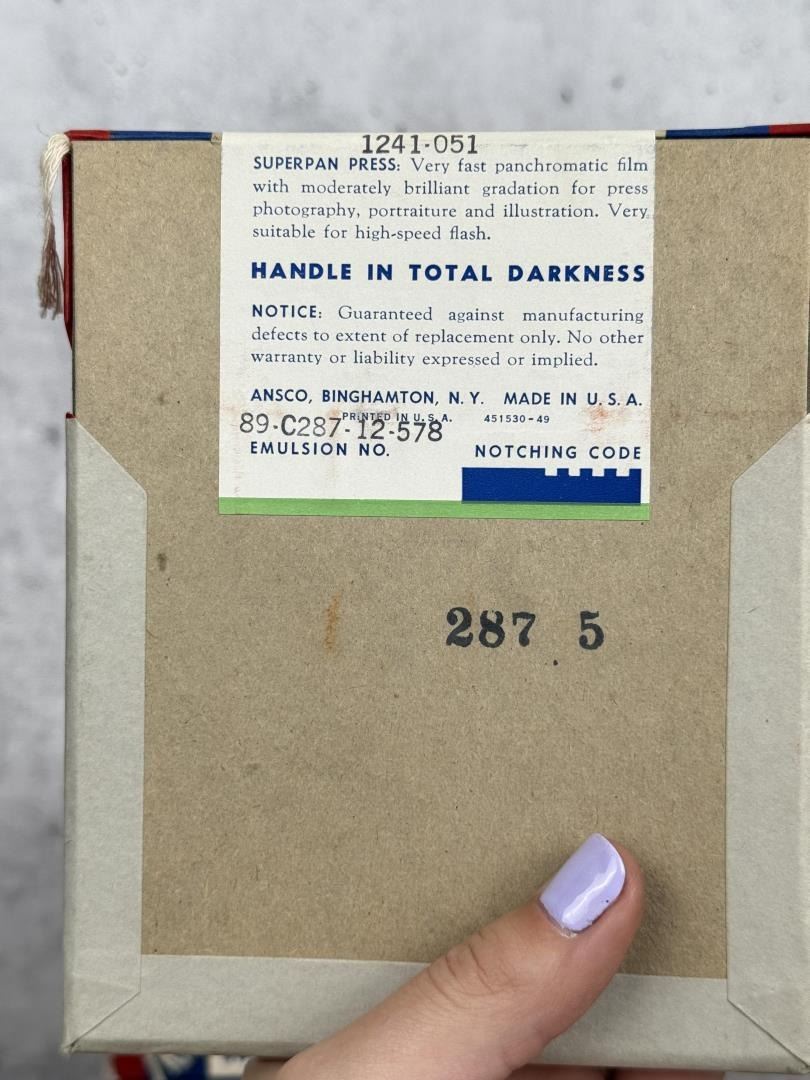 1241-051
SUPERPAN PRESS: Very fast panchromatic film
with moderately brilliant gradation for press
photography, portraiture and illustration. Very
suitable for high-speed flash.
HANDLE IN TOTAL DARKNESS
NOTICE: Guaranteed against manufacturing
defects to extent of replacement only. No other
warranty or liability expressed or implied.
ANSCO, BINGHAMTON, N. Y. MADE IN U. S. A.
PRINTED IN U. S. A. 451530-49
89-C287-12-578
EMULSION NO. NOTCHING CODE
287 5